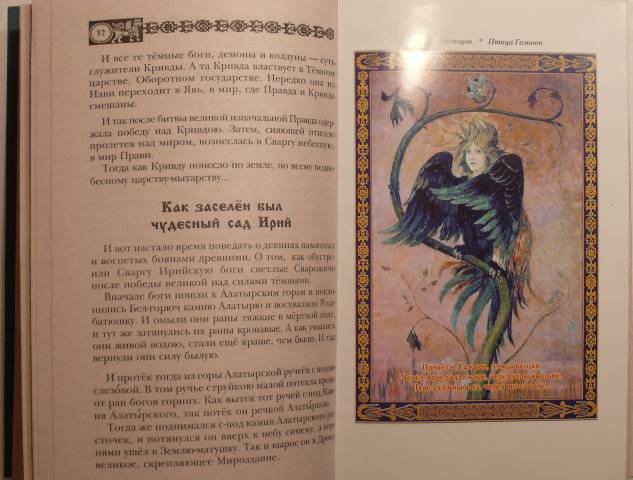 32
И все те тёмные боги, демоны и колдуны — суть
служители Кривды. А та Кривда властвует в Тёмном
царстве, Оборотном государстве. Нередко она из
Нави переходит в Явь, в мир, где Правда и Кривда
смешаны.
И так после битвы великой изначальной Правда одер-
жала победу над Кривдою. Затем, сияющей птицею
пролетев над миром, вознеслась в Сваргу небесную,
в мир Прави.
Тогда как Кривду понесло по земле, по всему подне-
бесному царству-мытарству...
Как заселён был
чудесный сад Ирий
И вот настало время поведать о деяниях памятных
и воспетых боянами древними. О том, как обустро-
или Сваргу Ирийскую боги светлые Сварожичи
после победы великой над силами тёмными.
Вначале боги пошли к Алатырским горам и покло-
нились Бел-горюч камню Алатырю и восхвалили Рода-
батюшку. И омыли они раны тяжкие в мёртвой воде,
и тут же затянулись их раны кровавые. А как умылись
они живой водою, стали ещё краше, чем были. И так
вернули они силу былую.
И протёк тогда из горы Алатырской ручеёк с водою
слезовой. В том ручье струйкою малой потекла кровь
от ран богов горних. Как вытек тот ручей с-под Кам-
ня Алатырского, так потёк он речкой Алатыркою.
Тогда же поднимался с-под камня Алатырского рос-
точек, и потянулся он вверх к небу синему, а кор-
нями ушёл в Землю-матушку. Так и вырос он в Древо
великое, скрепляющее Мироздание.
Птица Гамаюн
Гамаюн, птица вещая...